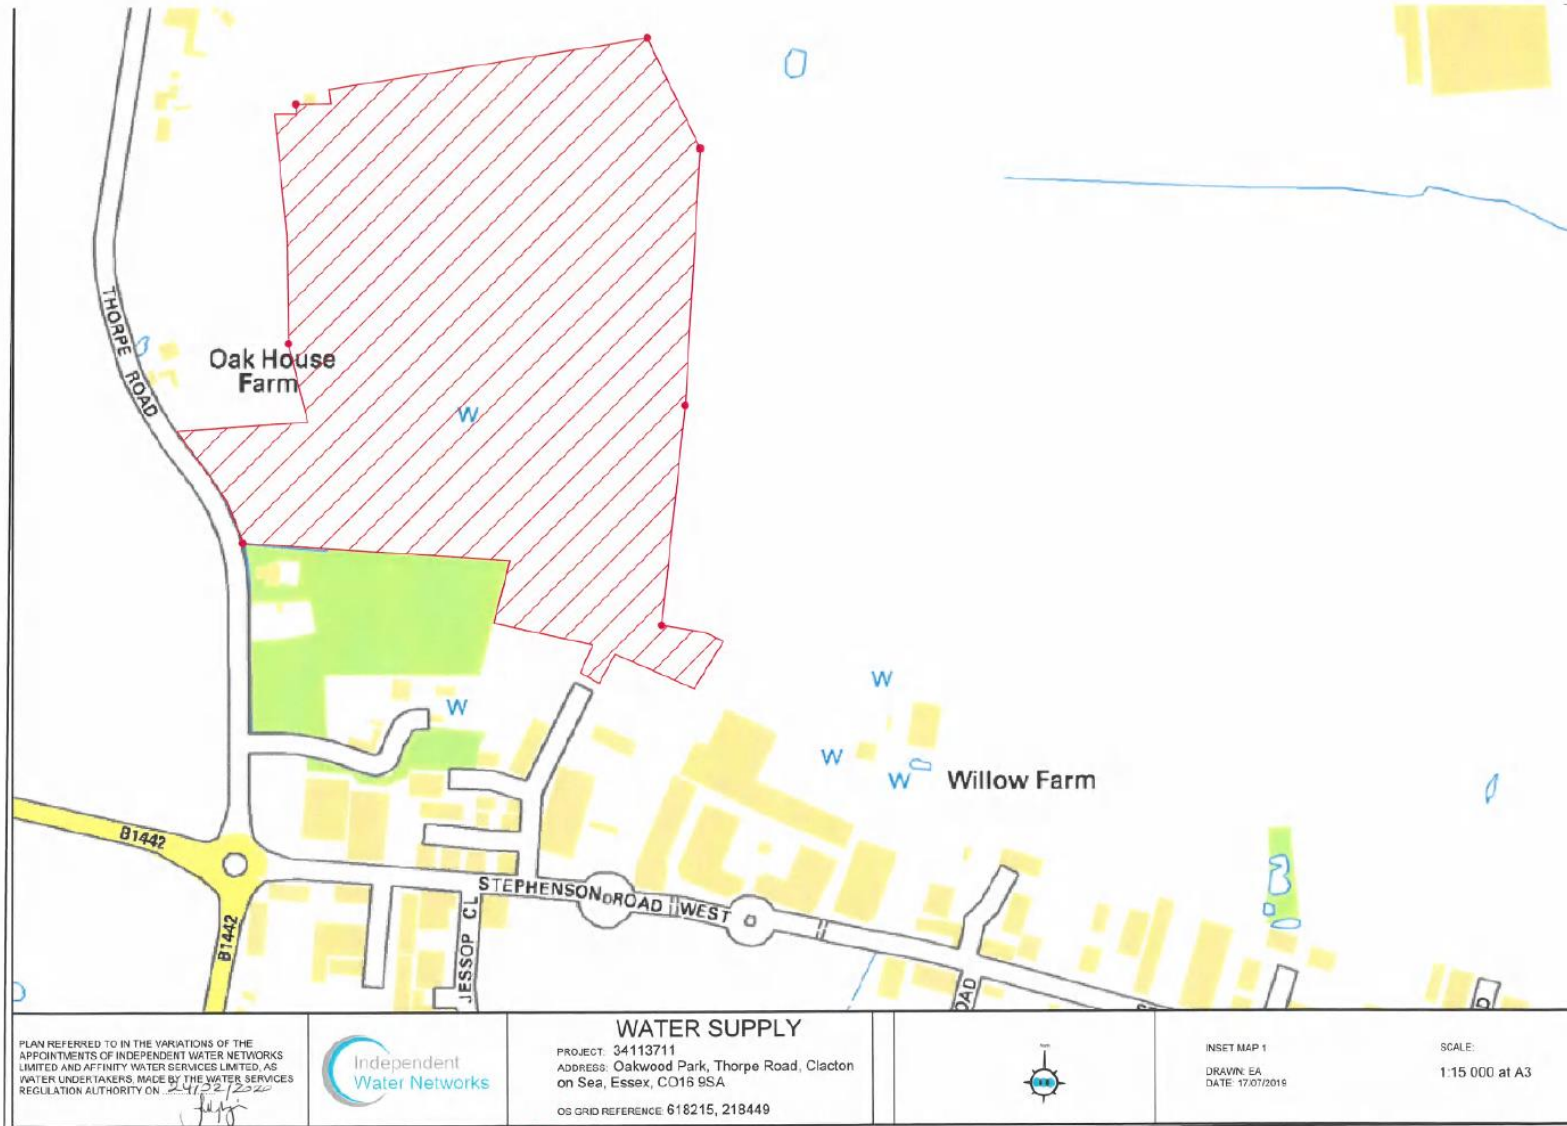 THORPE ROAD
Oak House
Farm
W
W
W
W
W
Willow Farm
B1442
B1442
STEPHENSON ROAD WEST
JESSOP CL
OAD
D
PLAN REFERRED TO IN THE VARIATIONS OF THE
APPOINTMENTS OF INDEPENDENT WATER NETWORKS
LIMITED AND AFFINITY WATER SERVICES LIMITED, AS
WATER UNDERTAKERS, MADE BY THE WATER SERVICES
REGULATION AUTHORITY ON 24/02/2020
Independent
Water Networks
WATER SUPPLY
PROJECT: 34113711
ADDRESS: Oakwood Park, Thorpe Road, Clacton
on Sea, Essex, CO16 9SA
OS GRID REFERENCE: 618215, 218449
INSET MAP 1
DRAWN: EA
DATE: 17/07/2019
SCALE:
1:15 000 at A3